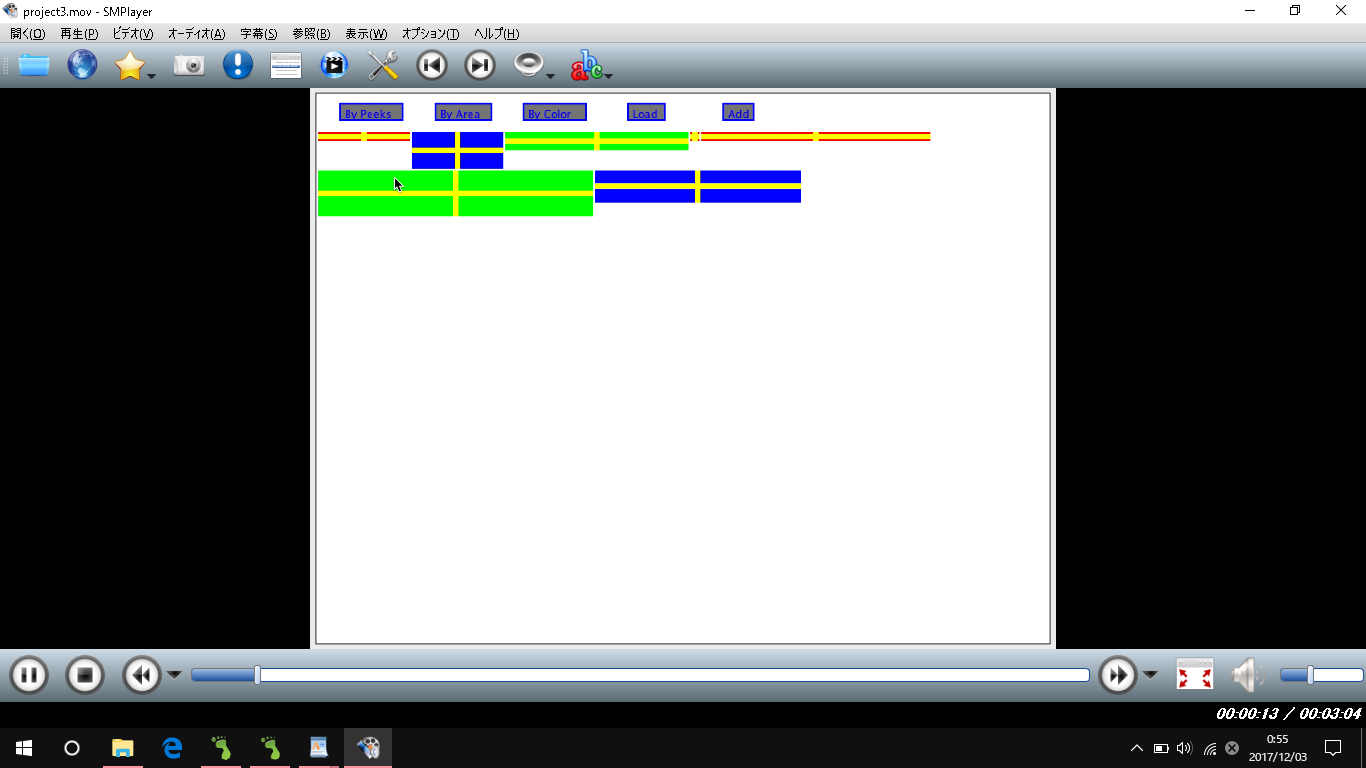 project3.mov - SMPlayer
開く(O) 再生(P) ビデオ(V) オーディオ(A) 字幕(S) 参照(B) 表示(W) オプション(T) ヘルプ(H)
abc
By Peeks By Area By Color Load Add
00:00:13 / 00:03:04
0:55
2017/12/03